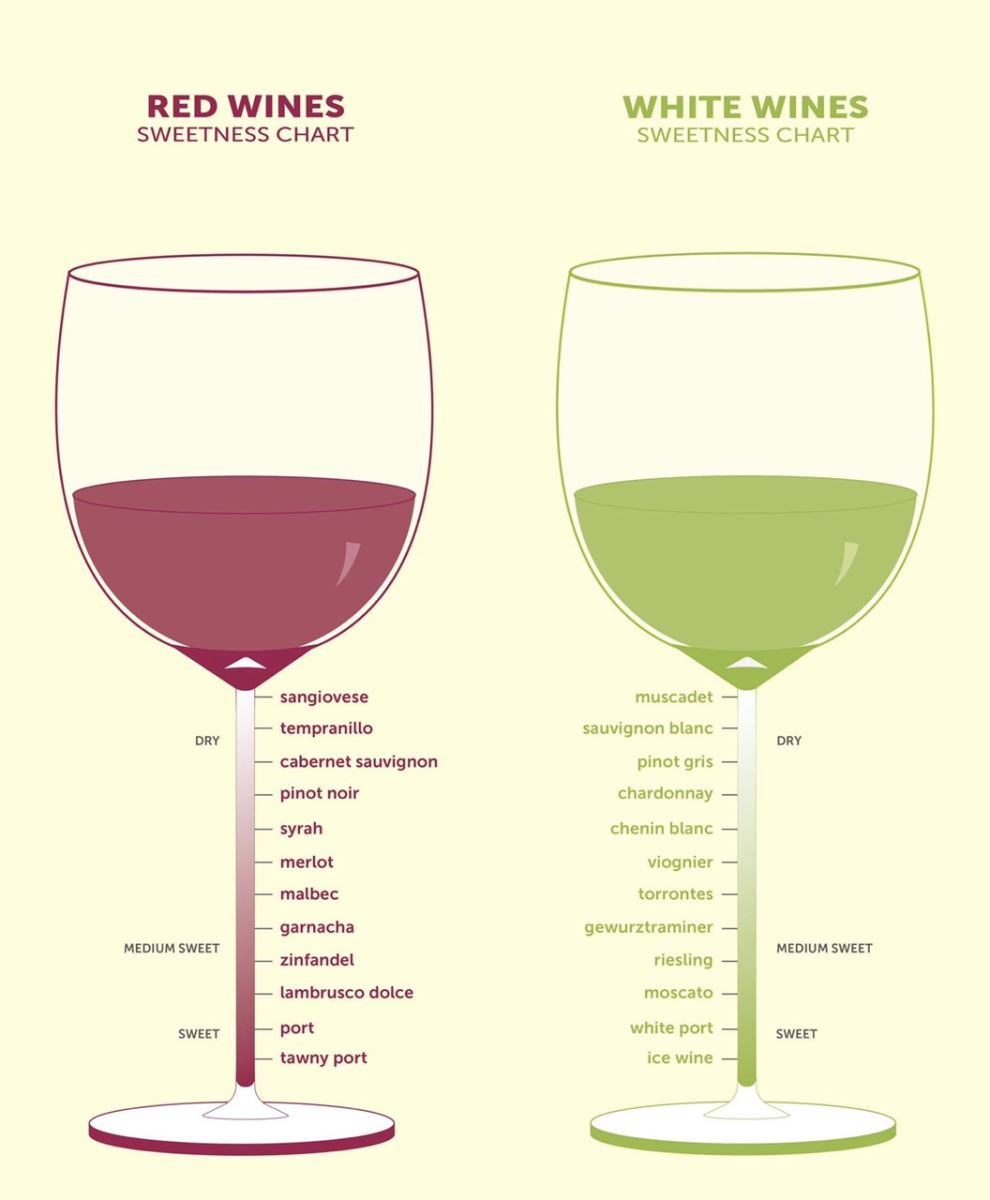 RED WINES
SWEETNESS CHART
sangiovese
tempranillo
DRY
cabernet sauvignon
pinot noir
syrah
merlot
malbec
garnacha
MEDIUM SWEET
zinfandel
lambrusco dolce
port
SWEET
tawny port
WHITE WINES
SWEETNESS CHART
muscadet
sauvignon blanc
DRY
pinot gris
chardonnay
chenin blanc
viognier
torrontes
gewurztraminer
MEDIUM SWEET
riesling
moscato
white port
SWEET
ice wine